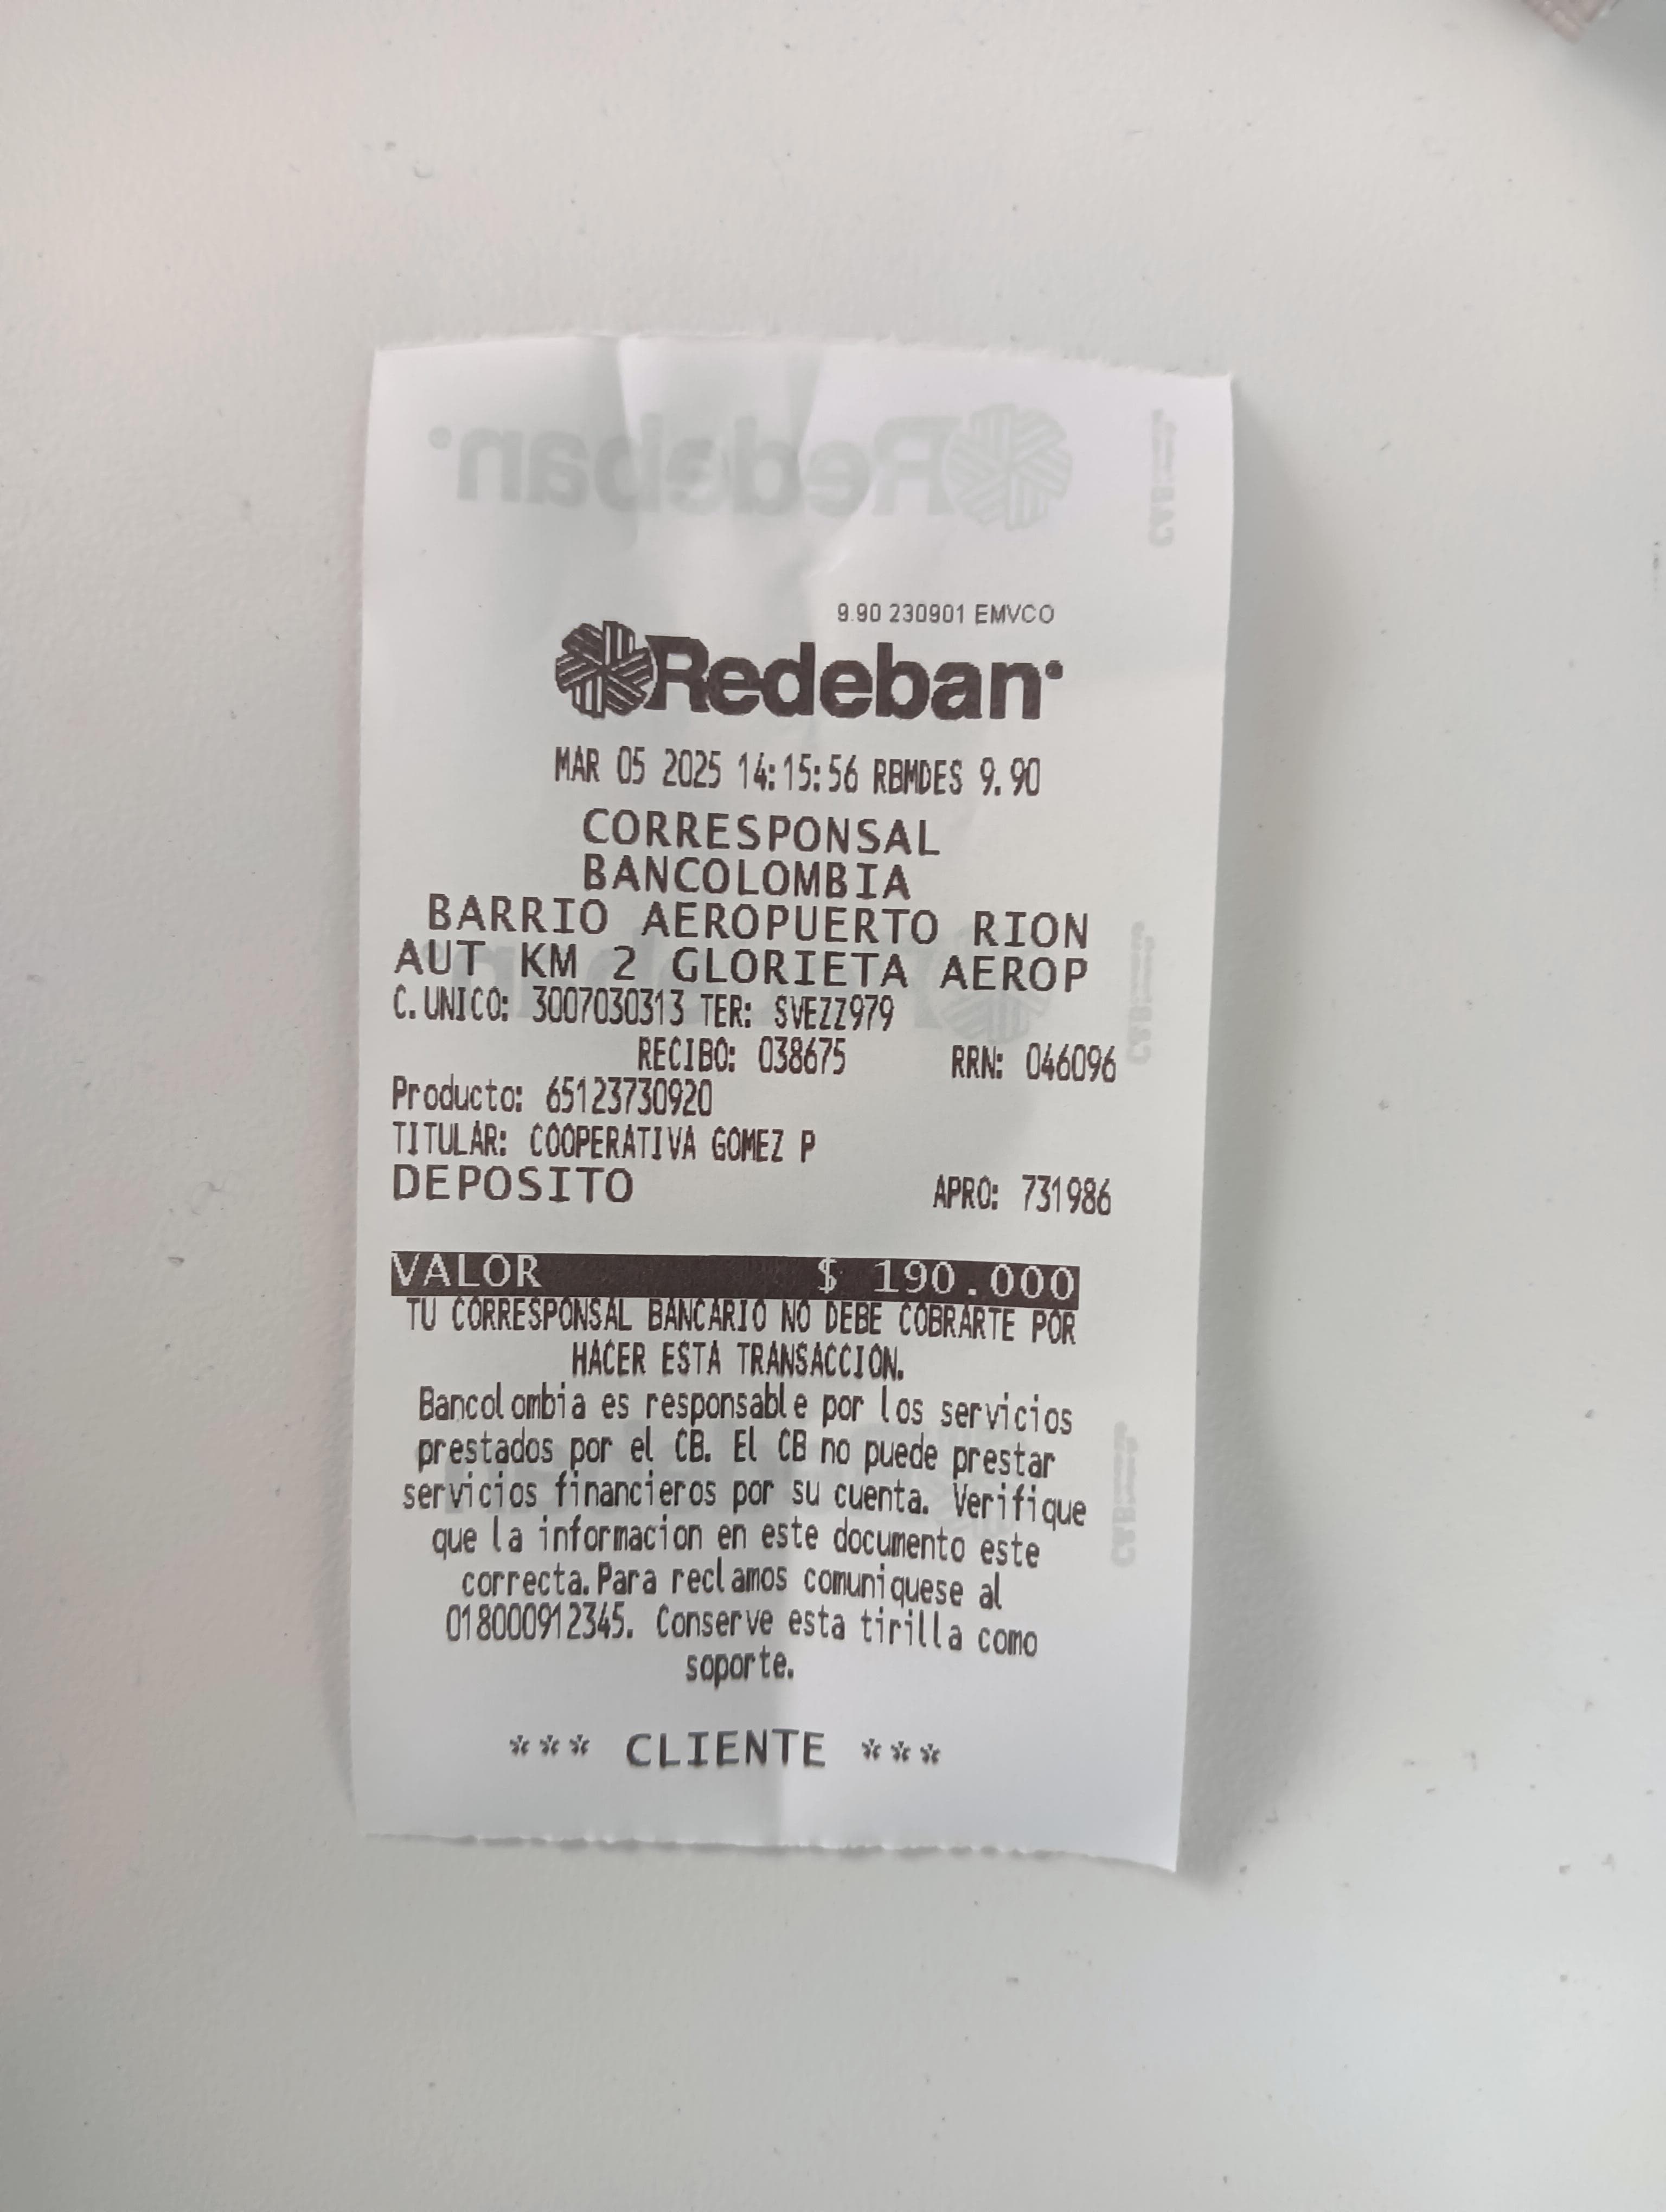 Redeban
9.90 230901 EMVCO
Redeban
MAR 05 2025 14:15:56 RBMDES 9.90
CORRESPONSAL
BANCOLOMBIA
BARRIO AEROPUERTO RION
AUT KM 2 GLORIETA AEROP
C.UNICO: 3007030313 TER: SVEZZ979
RECIBO: 038675 RRN: 046096
Producto: 65123730920
TITULAR: COOPERATIVA GOMEZ P
DEPOSITO APRO: 731986
VALOR $ 190.000
TU CORRESPONSAL BANCARIO NO DEBE COBRARTE POR
HACER ESTA TRANSACCION.
Bancolombia es responsable por los servicios
prestados por el CB. El CB no puede prestar
servicios financieros por su cuenta. Verifique
que la informacion en este documento este
correcta.Para reclamos comuniquese al
018000912345. Conserve esta tirilla como
soporte.
*** CLIENTE ***